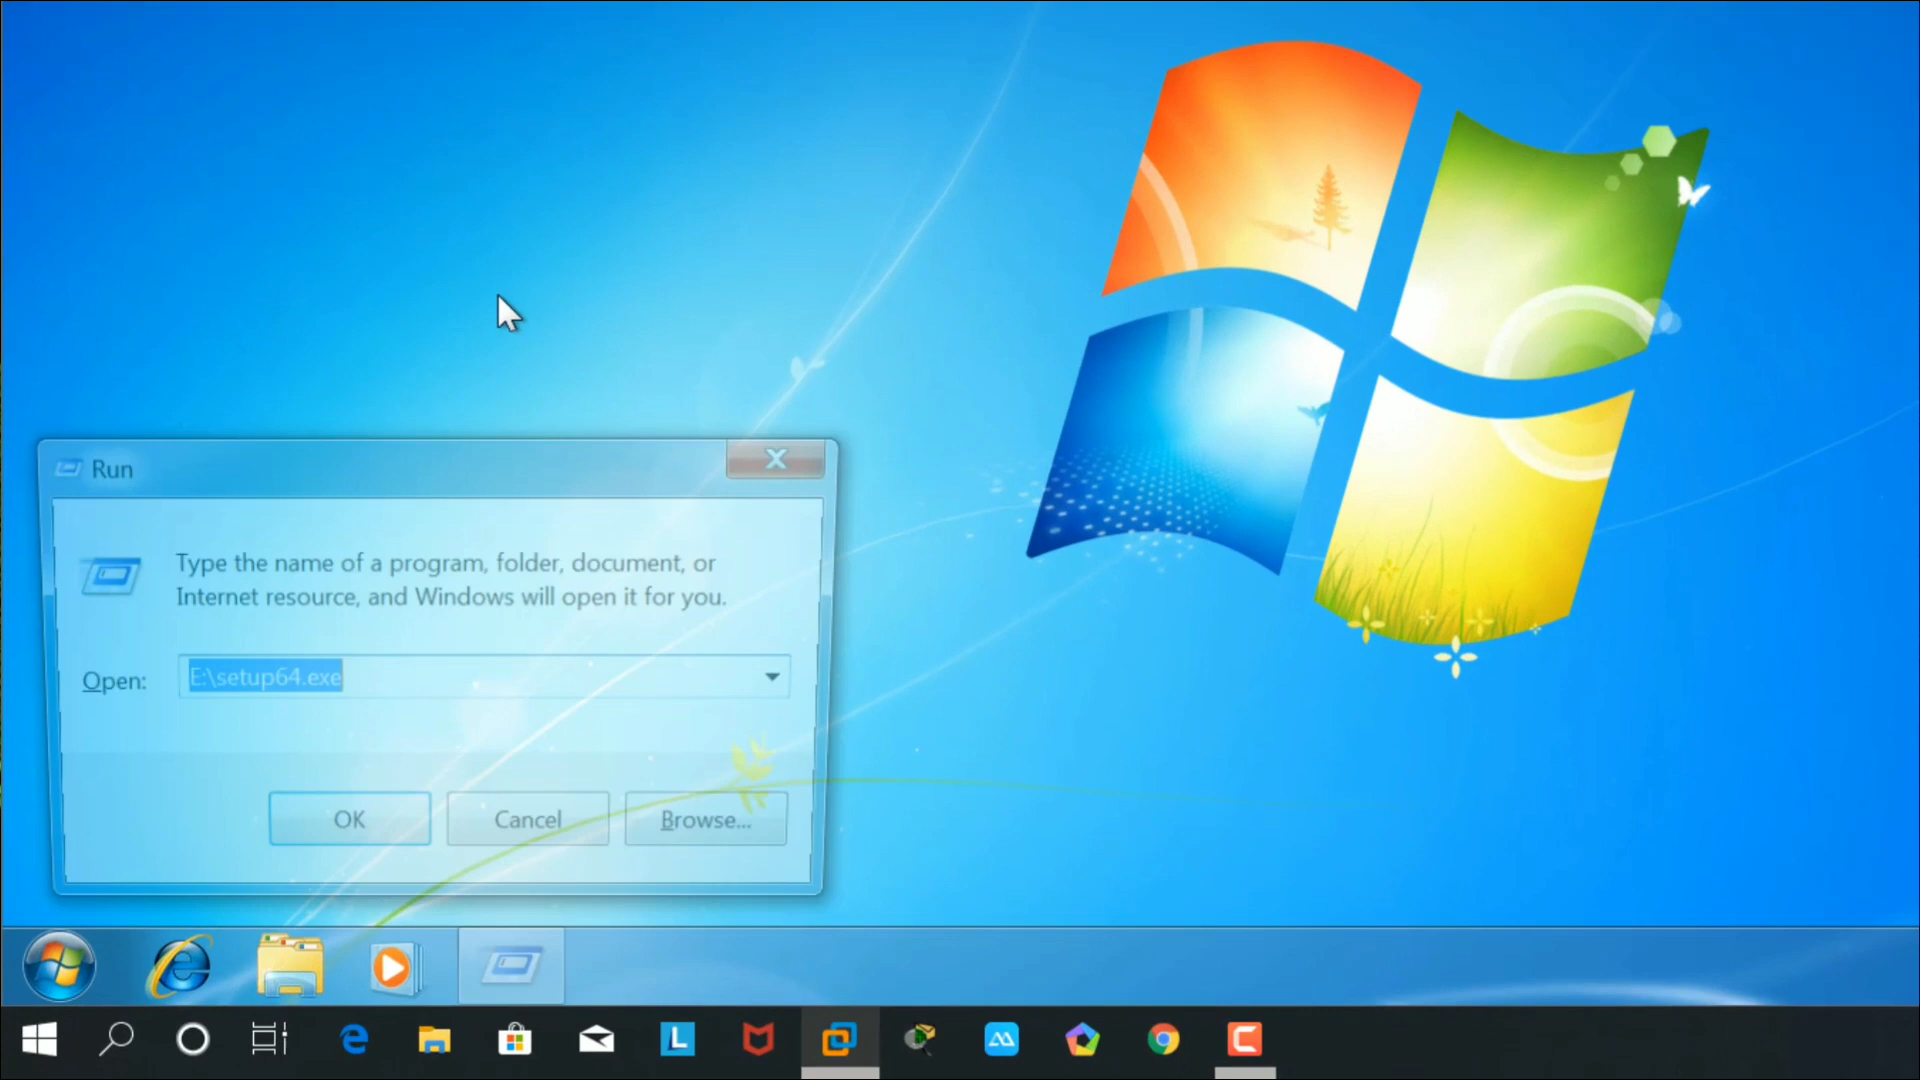 Run
Type the name of a program, folder, document, or
Internet resource, and Windows will open it for you.
Open:
E:\setup64.exe
OK
Cancel
Browse...
L